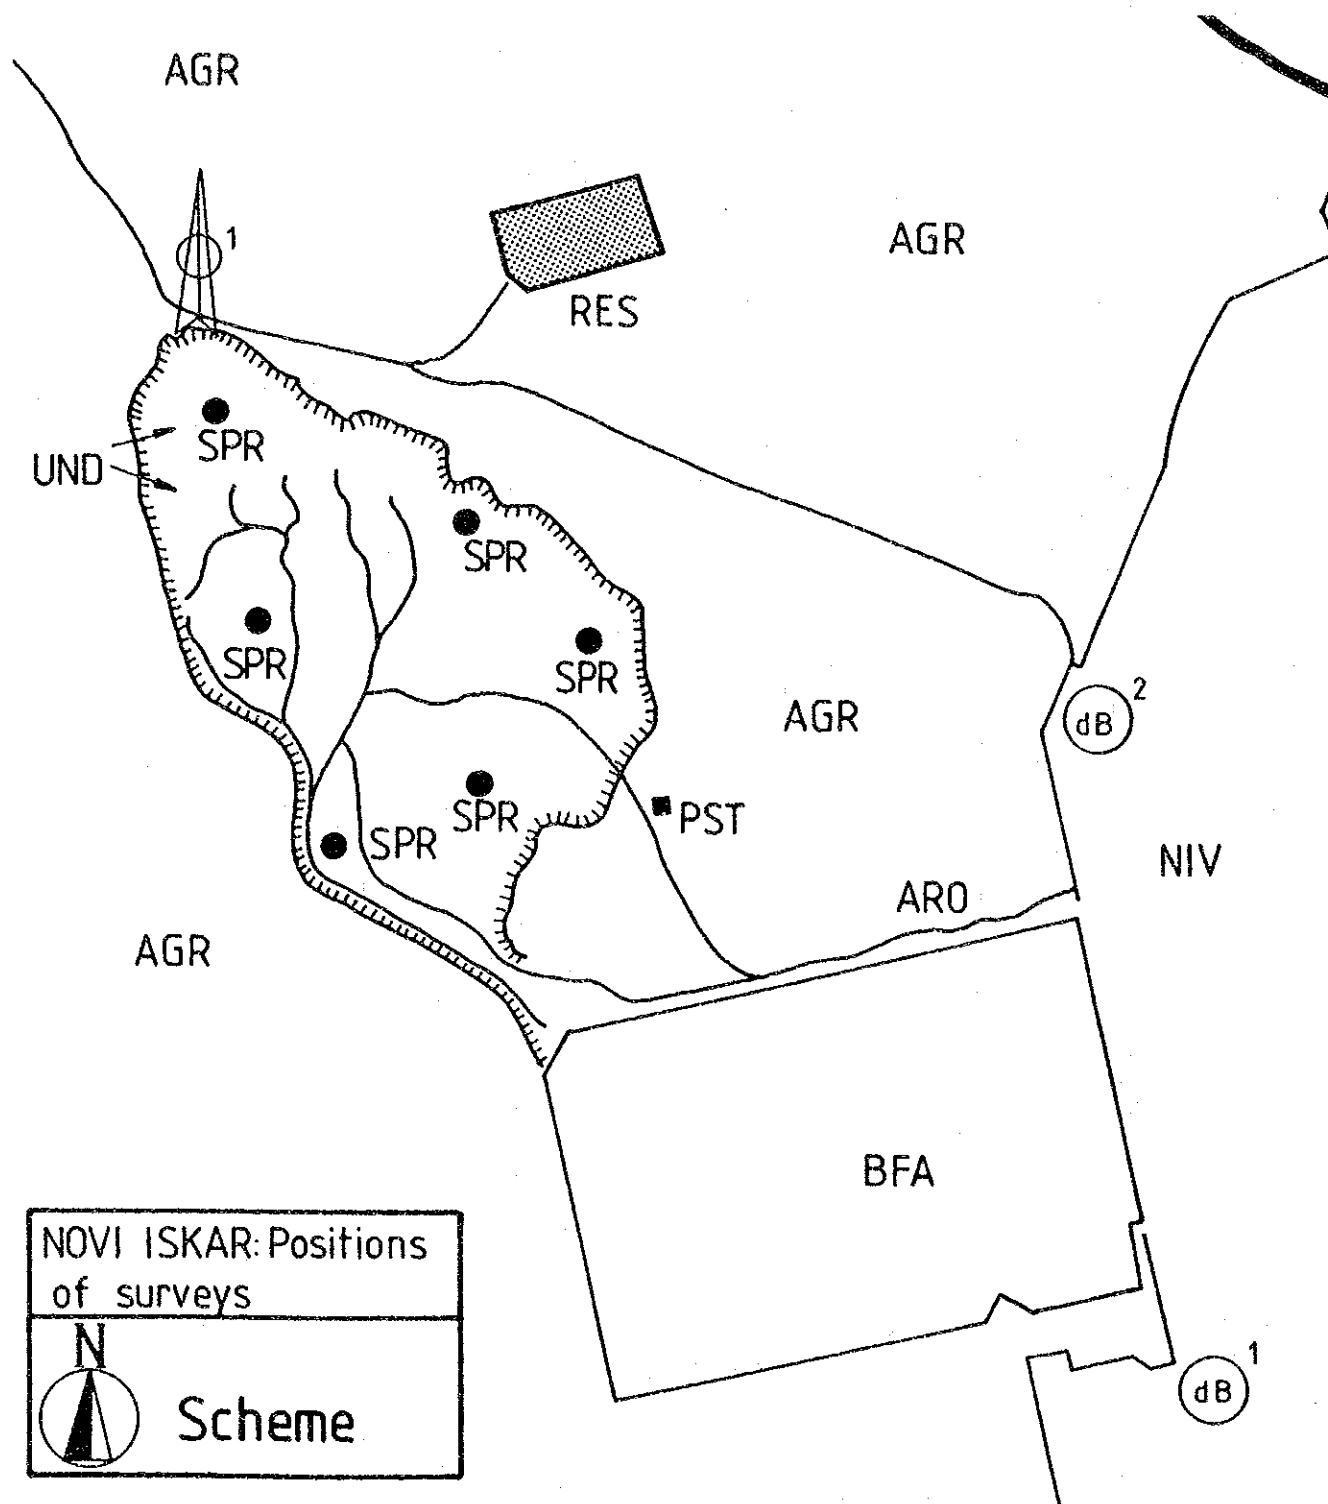 AGR
1
AGR
RES
SPR
UND
SPR
SPR
SPR
2
dB
AGR
SPR
PST
SPR
NIV
ARO
AGR
BFA
NOVI ISKAR: Positions
of surveys
N
Scheme
1
dB